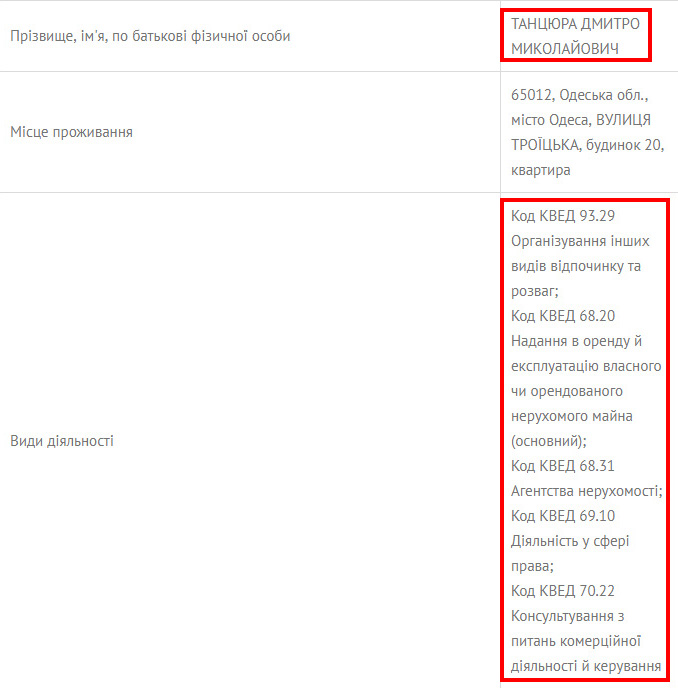 Прізвище, ім'я, по батькові фізичної особи
ТАНЦЮРА ДМИТРО
МИКОЛАЙОВИЧ
Місце проживання
65012, Одеська обл.,
місто Одеса, ВУЛИЦЯ
ТРОЇЦЬКА, будинок 20,
квартира
Види діяльності
Код КВЕД 93.29
Організування інших
видів відпочинку та
розваг;
Код КВЕД 68.20
Надання в оренду й
експлуатацію власного
чи орендованого
нерухомого майна
(основний);
Код КВЕД 68.31
Агентства нерухомості;
Код КВЕД 69.10
Діяльність у сфері
права;
Код КВЕД 70.22
Консультування з
питань комерційної
діяльності й керування